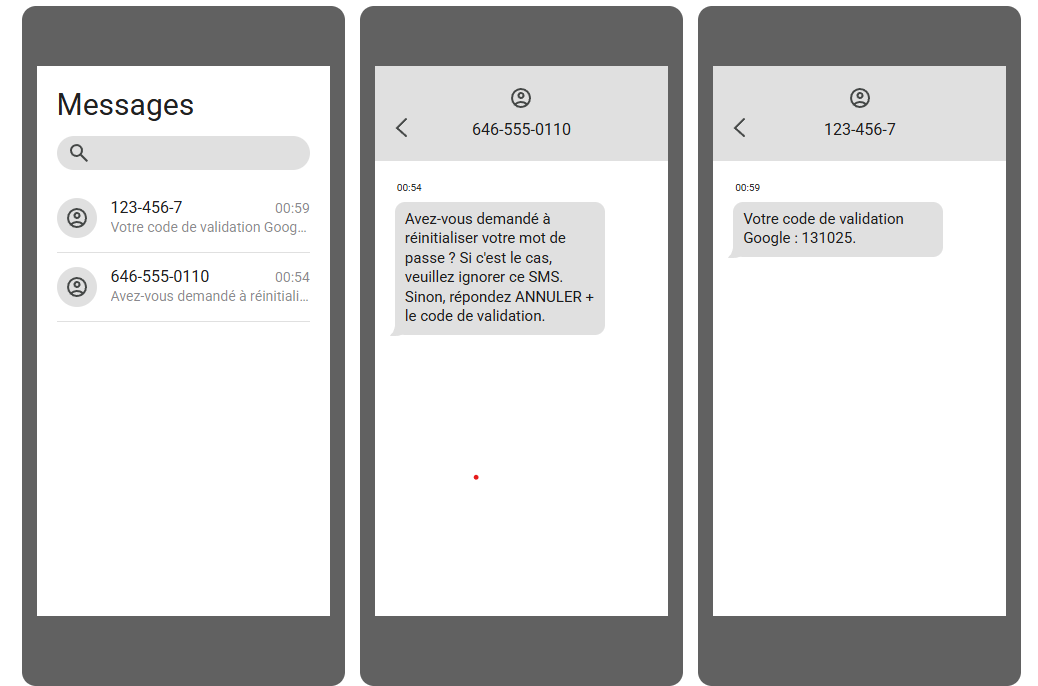 Messages
123-456-7 00:59
Votre code de validation Goog...
646-555-0110 00:54
Avez-vous demandé à réinitiali...
646-555-0110
00:54
Avez-vous demandé à
réinitialiser votre mot de
passe ? Si c'est le cas,
veuillez ignorer ce SMS.
Sinon, répondez ANNULER +
le code de validation.
123-456-7
00:59
Votre code de validation
Google : 131025.